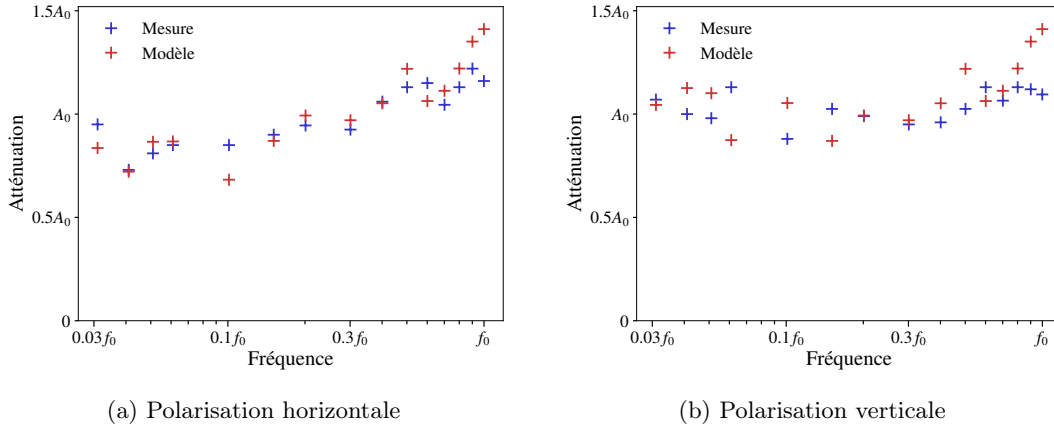 1.5A₀
A₀
0.5A₀
0
Atténuation
Mesure
Modèle
0.03f₀
0.1f₀
0.3f₀
f₀
Fréquence
(a) Polarisation horizontale
1.5A₀
A₀
0.5A₀
0
Atténuation
Mesure
Modèle
0.03f₀
0.1f₀
0.3f₀
f₀
Fréquence
(b) Polarisation verticale